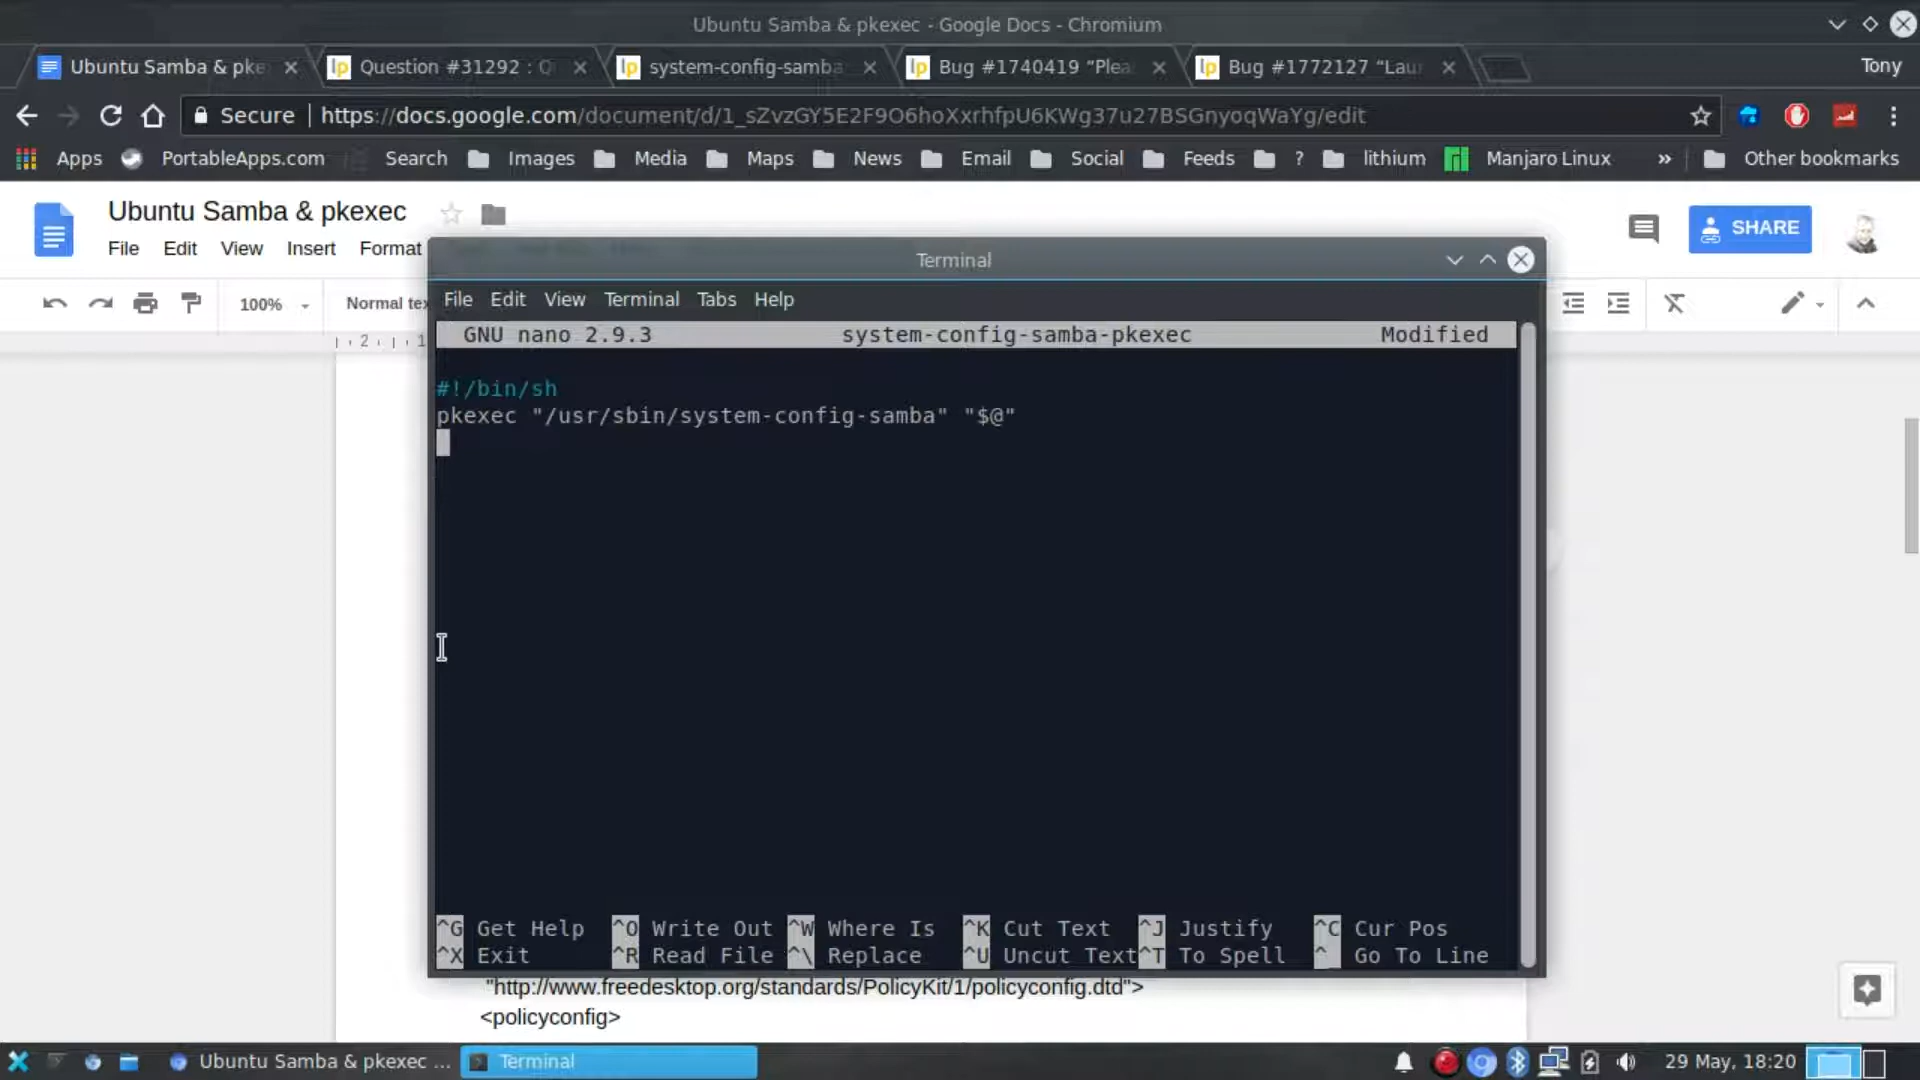 Ubuntu Samba & pkexec - Google Docs - Chromium
Ubuntu Samba & pke
Question #31292 : Q
system-config-samba
Bug #1740419 “Plea
Bug #1772127 “Lau
Tony
Secure | https://docs.google.com/document/d/1_sZvzGY5E2F9O6hoXxrhfpU6KWg37u27BSGnyoqWaYg/edit
Apps PortableApps.com Search Images Media Maps News Email Social Feeds ? lithium Manjaro Linux » Other bookmarks
Ubuntu Samba & pkexec
SHARE
File Edit View Insert Format
100% Normal tex
2 1
Terminal
File Edit View Terminal Tabs Help
GNU nano 2.9.3 system-config-samba-pkexec Modified
#!/bin/sh
pkexec "/usr/sbin/system-config-samba" "$@"
^G Get Help ^O Write Out ^W Where Is ^K Cut Text ^J Justify ^C Cur Pos
^X Exit ^R Read File ^\ Replace ^U Uncut Text ^T To Spell ^_ Go To Line
"http://www.freedesktop.org/standards/PolicyKit/1/policyconfig.dtd">
<policyconfig>
Ubuntu Samba & pkexec ... Terminal 29 May, 18:20